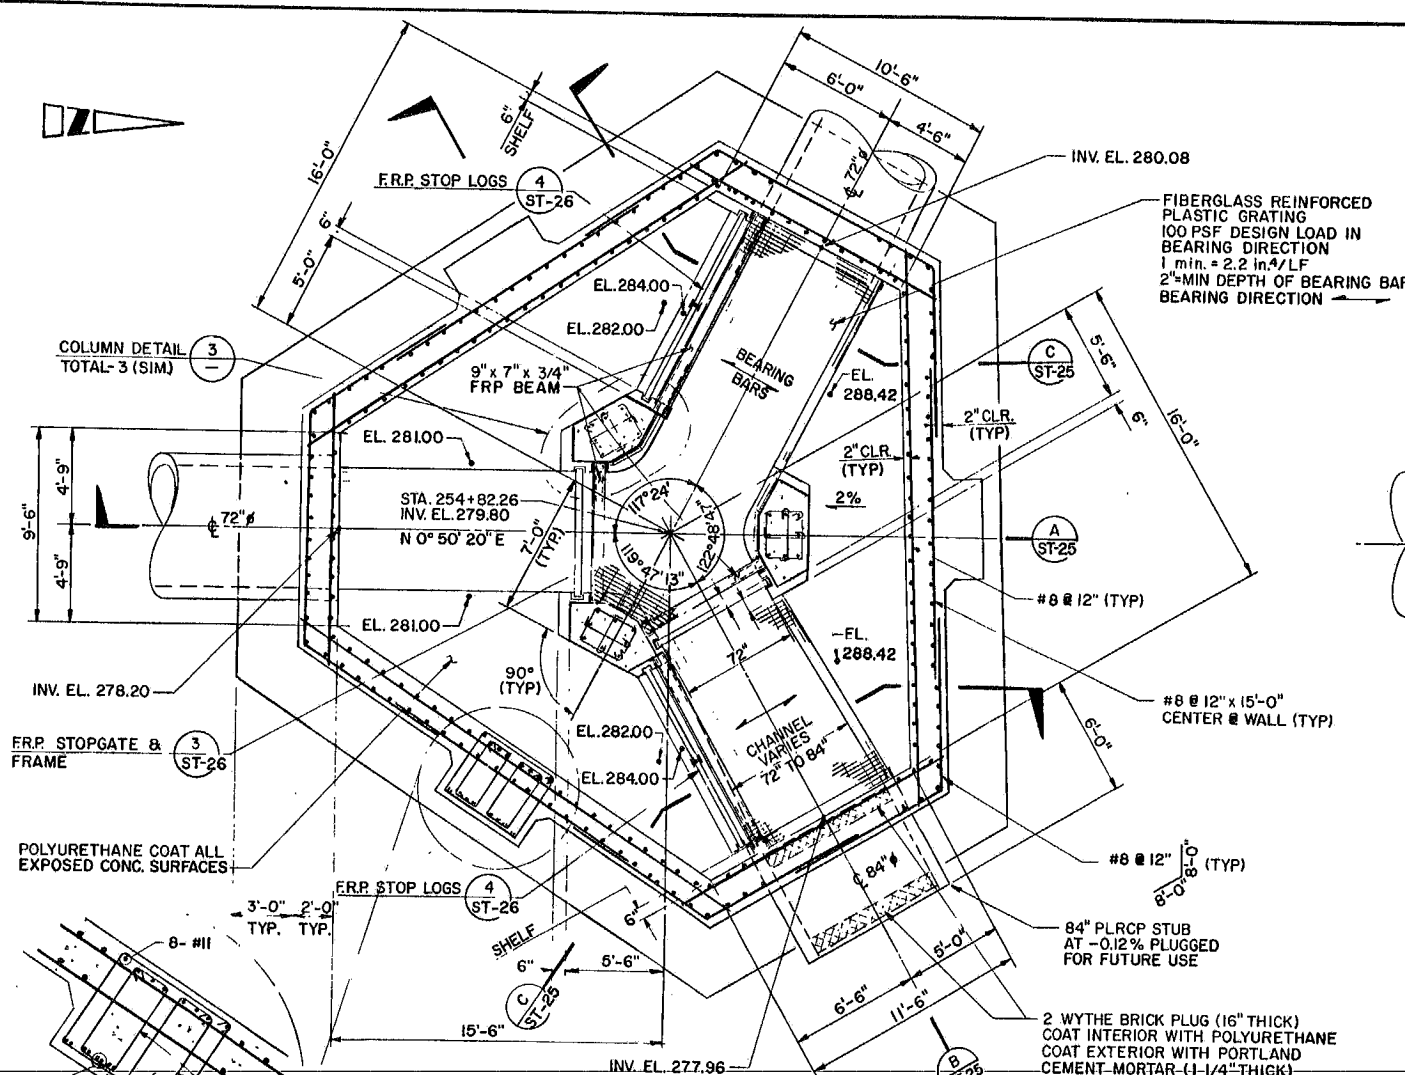 10'-6"
6'-0"
4'-6"
6"
SHELF
16'-0"
F.R.P. STOP LOGS
4
ST-26
6"
5'-0"
℄ 72"ø
INV. EL. 280.08
FIBERGLASS REINFORCED
PLASTIC GRATING
100 PSF DESIGN LOAD IN
BEARING DIRECTION
I min. = 2.2 in.⁴/LF
2"=MIN DEPTH OF BEARING BAR
BEARING DIRECTION
EL.284.00
EL.282.00
COLUMN DETAIL
TOTAL-3 (SIM.)
3
—
9" x 7" x 3/4"
FRP BEAM
BEARING
BARS
EL.
288.42
C
ST-25
5'-6"
6"
16'-0"
2" CLR.
(TYP)
2" CLR.
(TYP)
2%
EL. 281.00
9'-6"
4'-9"
4'-9"
℄ 72"ø
STA. 254+82.26
INV. EL.279.80
N 0° 50' 20" E
7'-0"
(TYP.)
117° 24'
122° 48' 47"
119° 47' 13"
A
ST-25
#8 @ 12" (TYP)
EL. 281.00
EL.
288.42
72"
INV. EL. 278.20
90°
(TYP)
#8 @ 12" x 15'-0"
CENTER @ WALL (TYP)
6'-0"
F.R.P. STOPGATE &
FRAME
3
ST-26
EL.282.00
EL.284.00
CHANNEL
VARIES
72" TO 84"
POLYURETHANE COAT ALL
EXPOSED CONC. SURFACES
#8 @ 12"
8'-0"
8'-0"
(TYP)
℄ 84"ø
F.R.P. STOP LOGS
4
ST-26
3'-0"
TYP.
2'-0"
TYP.
6"
SHELF
84" PLRCP STUB
AT -0.12% PLUGGED
FOR FUTURE USE
8- #11
6"
5'-6"
C
ST-25
5'-0"
6'-6"
11'-6"
15'-6"
2 WYTHE BRICK PLUG (16" THICK)
COAT INTERIOR WITH POLYURETHANE
COAT EXTERIOR WITH PORTLAND
CEMENT MORTAR (1-1/4" THICK)
INV. EL. 277.96
B